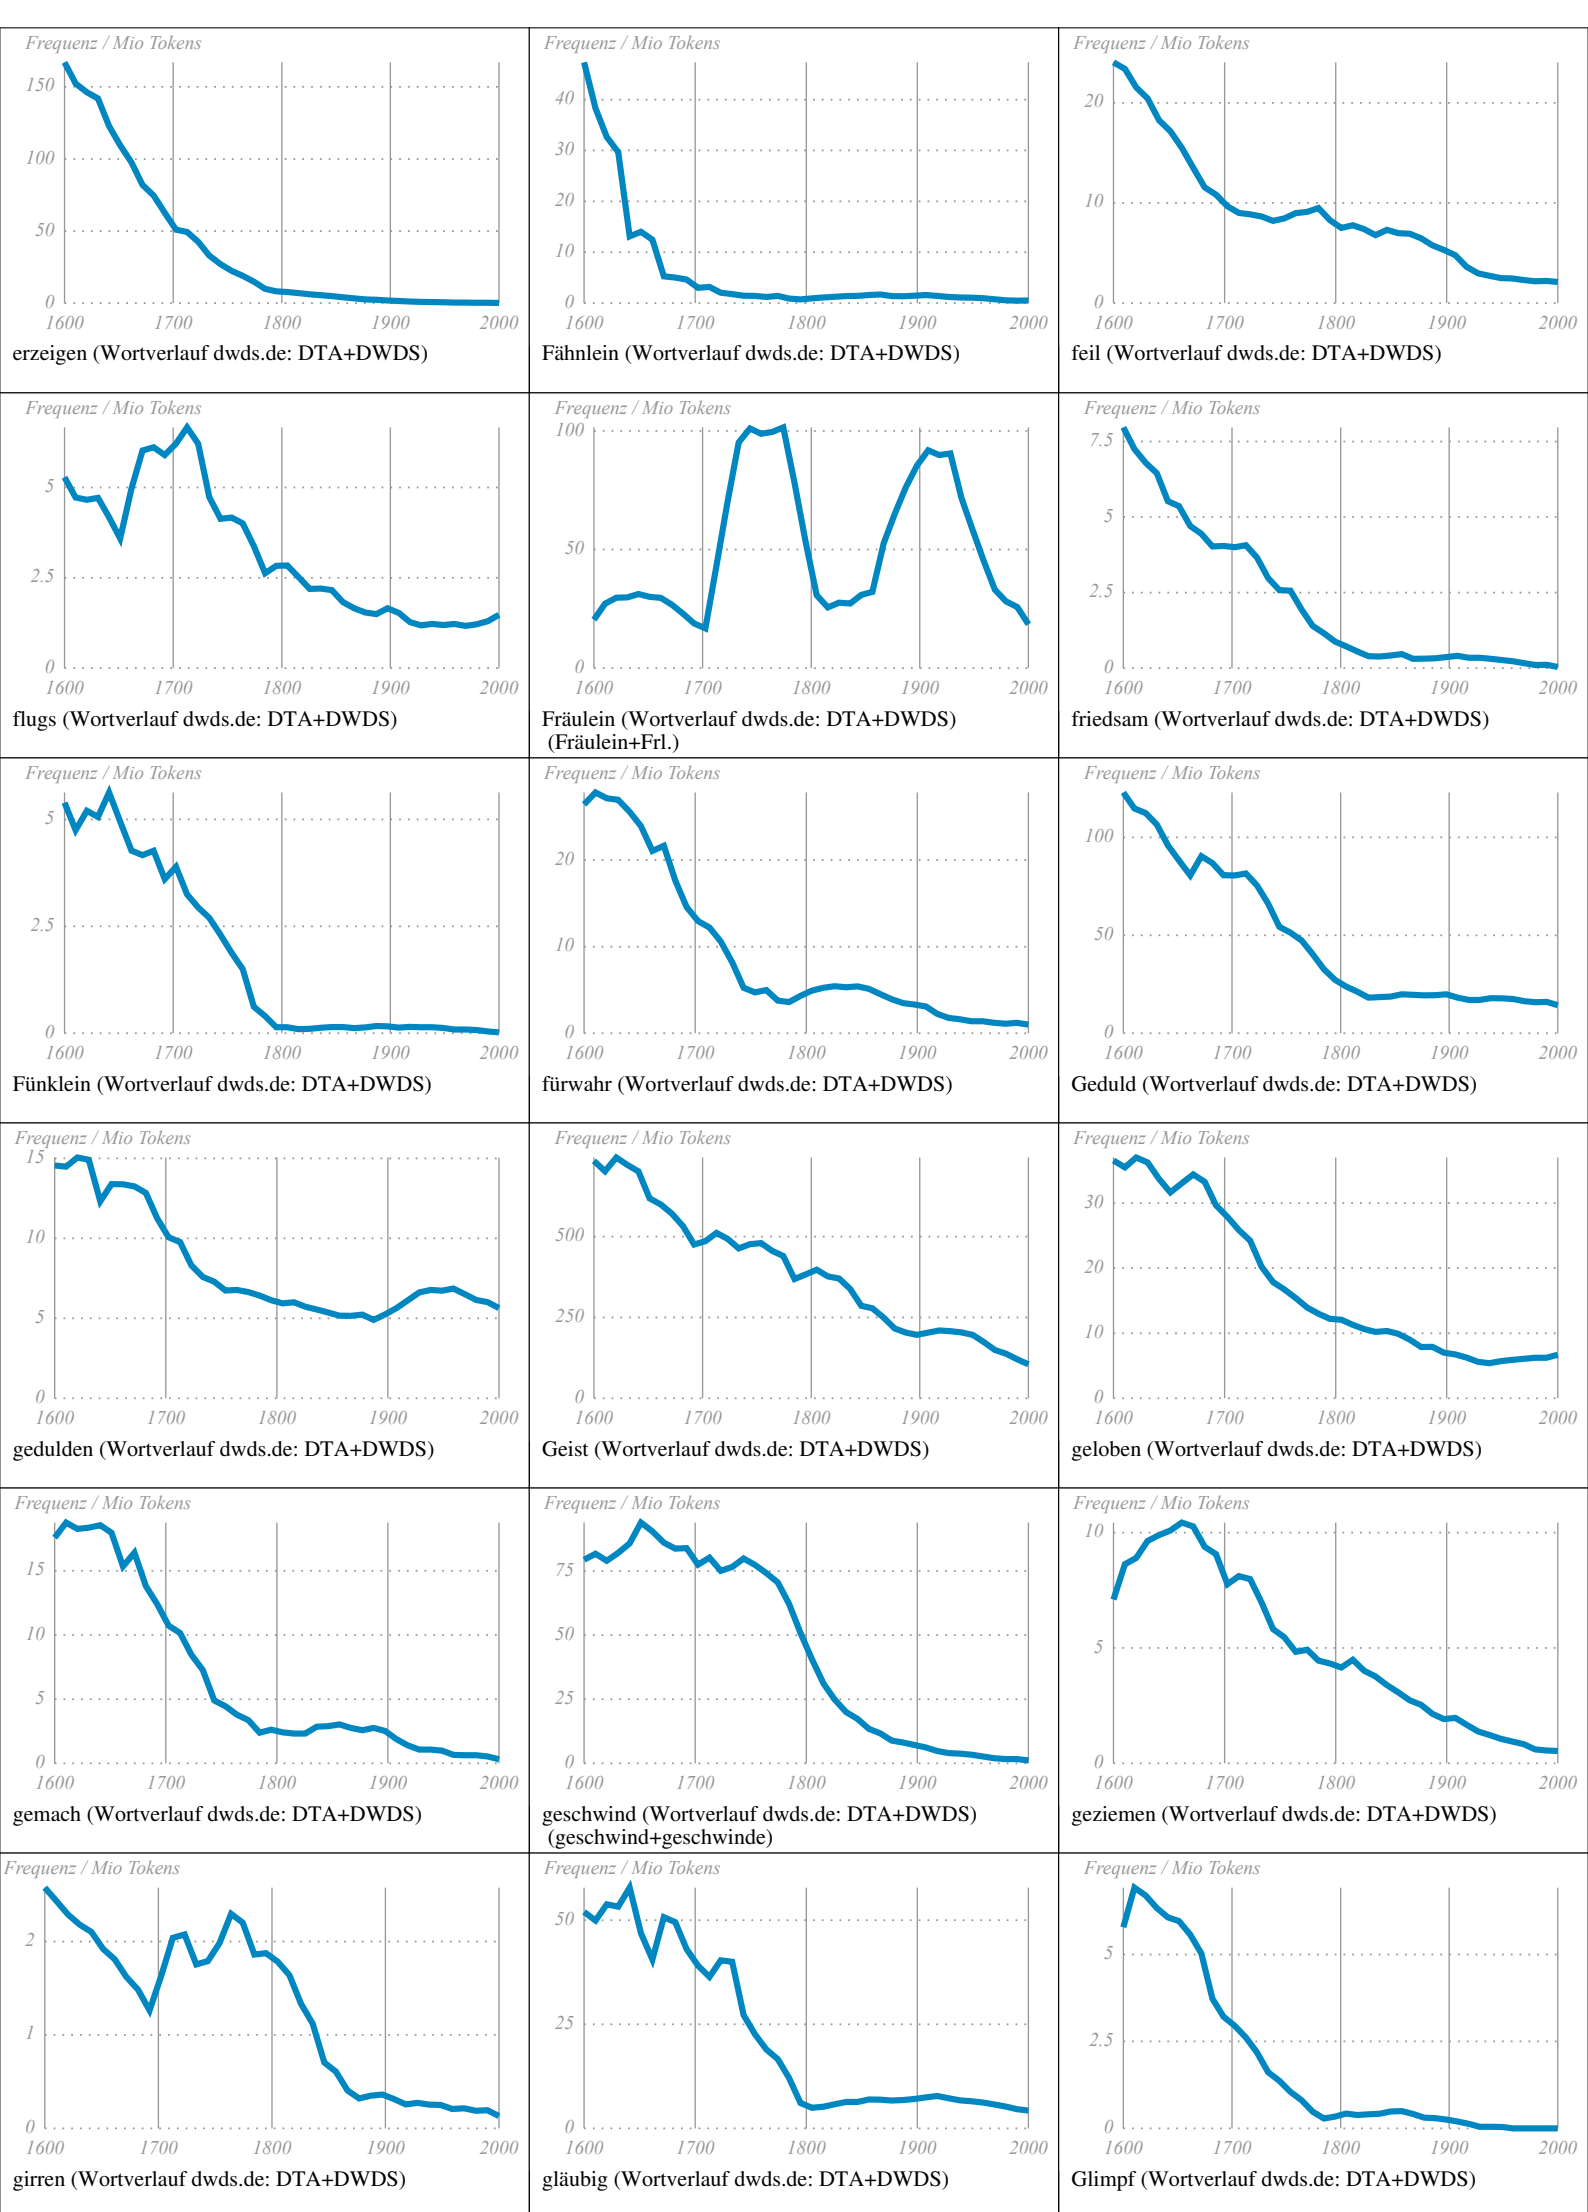 Frequenz / Mio Tokens
150
100
50
0
1600 1700 1800 1900 2000
erzeigen (Wortverlauf dwds.de: DTA+DWDS)
Frequenz / Mio Tokens
40
30
20
10
0
1600 1700 1800 1900 2000
Fähnlein (Wortverlauf dwds.de: DTA+DWDS)
Frequenz / Mio Tokens
20
10
0
1600 1700 1800 1900 2000
feil (Wortverlauf dwds.de: DTA+DWDS)
Frequenz / Mio Tokens
5
2.5
0
1600 1700 1800 1900 2000
flugs (Wortverlauf dwds.de: DTA+DWDS)
Frequenz / Mio Tokens
100
50
0
1600 1700 1800 1900 2000
Fräulein (Wortverlauf dwds.de: DTA+DWDS)
(Fräulein+Frl.)
Frequenz / Mio Tokens
7.5
5
2.5
0
1600 1700 1800 1900 2000
friedsam (Wortverlauf dwds.de: DTA+DWDS)
Frequenz / Mio Tokens
5
2.5
0
1600 1700 1800 1900 2000
Fünklein (Wortverlauf dwds.de: DTA+DWDS)
Frequenz / Mio Tokens
20
10
0
1600 1700 1800 1900 2000
fürwahr (Wortverlauf dwds.de: DTA+DWDS)
Frequenz / Mio Tokens
100
50
0
1600 1700 1800 1900 2000
Geduld (Wortverlauf dwds.de: DTA+DWDS)
Frequenz / Mio Tokens
15
10
5
0
1600 1700 1800 1900 2000
gedulden (Wortverlauf dwds.de: DTA+DWDS)
Frequenz / Mio Tokens
500
250
0
1600 1700 1800 1900 2000
Geist (Wortverlauf dwds.de: DTA+DWDS)
Frequenz / Mio Tokens
30
20
10
0
1600 1700 1800 1900 2000
geloben (Wortverlauf dwds.de: DTA+DWDS)
Frequenz / Mio Tokens
15
10
5
0
1600 1700 1800 1900 2000
gemach (Wortverlauf dwds.de: DTA+DWDS)
Frequenz / Mio Tokens
75
50
25
0
1600 1700 1800 1900 2000
geschwind (Wortverlauf dwds.de: DTA+DWDS)
(geschwind+geschwinde)
Frequenz / Mio Tokens
10
5
0
1600 1700 1800 1900 2000
geziemen (Wortverlauf dwds.de: DTA+DWDS)
Frequenz / Mio Tokens
2
1
0
1600 1700 1800 1900 2000
girren (Wortverlauf dwds.de: DTA+DWDS)
Frequenz / Mio Tokens
50
25
0
1600 1700 1800 1900 2000
gläubig (Wortverlauf dwds.de: DTA+DWDS)
Frequenz / Mio Tokens
5
2.5
0
1600 1700 1800 1900 2000
Glimpf (Wortverlauf dwds.de: DTA+DWDS)